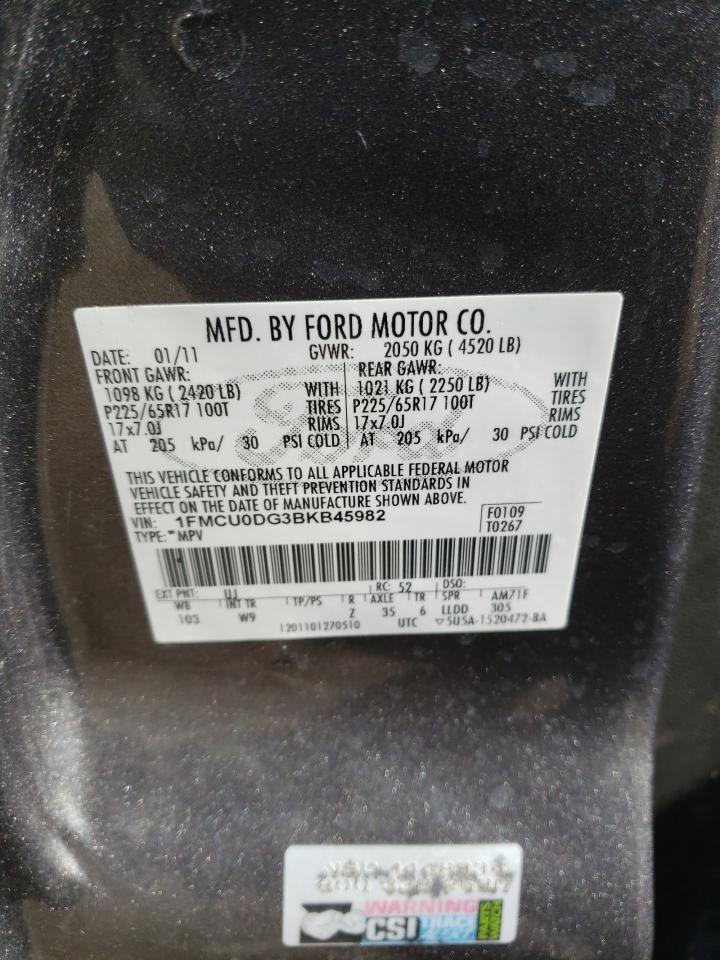 MFD. BY FORD MOTOR CO.
DATE: 01/11 GVWR: 2050 KG ( 4520 LB)
FRONT GAWR: REAR GAWR:
1098 KG ( 2420 LB) WITH 1021 KG ( 2250 LB) WITH
P225/65R17 100T TIRES P225/65R17 100T TIRES
17x7.0J RIMS 17x7.0J RIMS
AT 205 kPa/ 30 PSI COLD AT 205 kPa/ 30 PSI COLD
Ford
THIS VEHICLE CONFORMS TO ALL APPLICABLE FEDERAL MOTOR
VEHICLE SAFETY AND THEFT PREVENTION STANDARDS IN
EFFECT ON THE DATE OF MANUFACTURE SHOWN ABOVE.
VIN: 1FMCU0DG3BKB45982
TYPE: MPV
F0109
T0267
EXT PNT: UJ RC: 52 DSO:
WB INT TR TP/PS R AXLE TR SPR AM71F
103 W9 Z 35 6 LLDD 305
1201101270510 UTC 5U5A-1520472-BA
WARNING
CSI